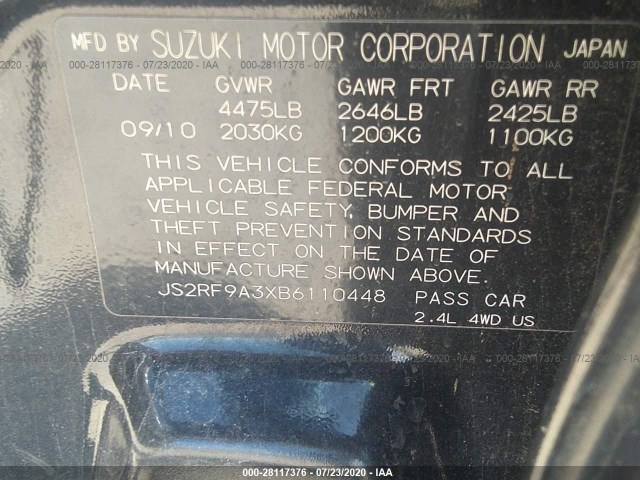 MFD BY SUZUKI MOTOR CORPORATION JAPAN
000-28117376 - 07/23/2020 - IAA
DATE GVWR GAWR FRT GAWR RR
4475LB 2646LB 2425LB
09/10 2030KG 1200KG 1100KG
THIS VEHICLE CONFORMS TO ALL
APPLICABLE FEDERAL MOTOR
VEHICLE SAFETY, BUMPER AND
THEFT PREVENTION STANDARDS
IN EFFECT ON THE DATE OF
MANUFACTURE SHOWN ABOVE.
JS2RF9A3XB6110448 PASS CAR
2.4L 4WD US
000-28117376 - 07/23/2020 - IAA